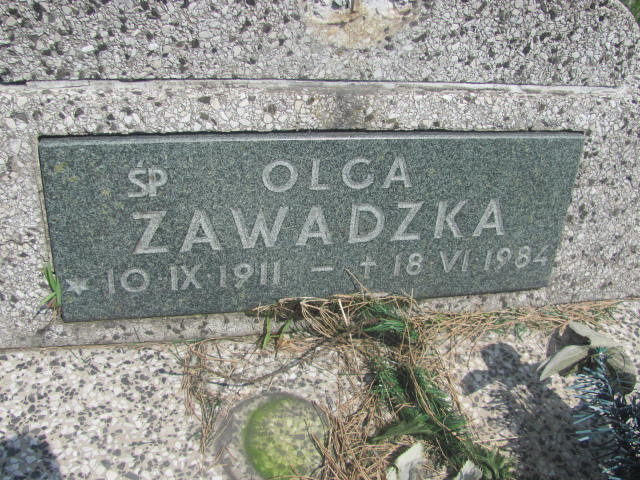 ŚP OLGA
ZAWADZKA
* 10 IX 1911 – + 18 VI 1984